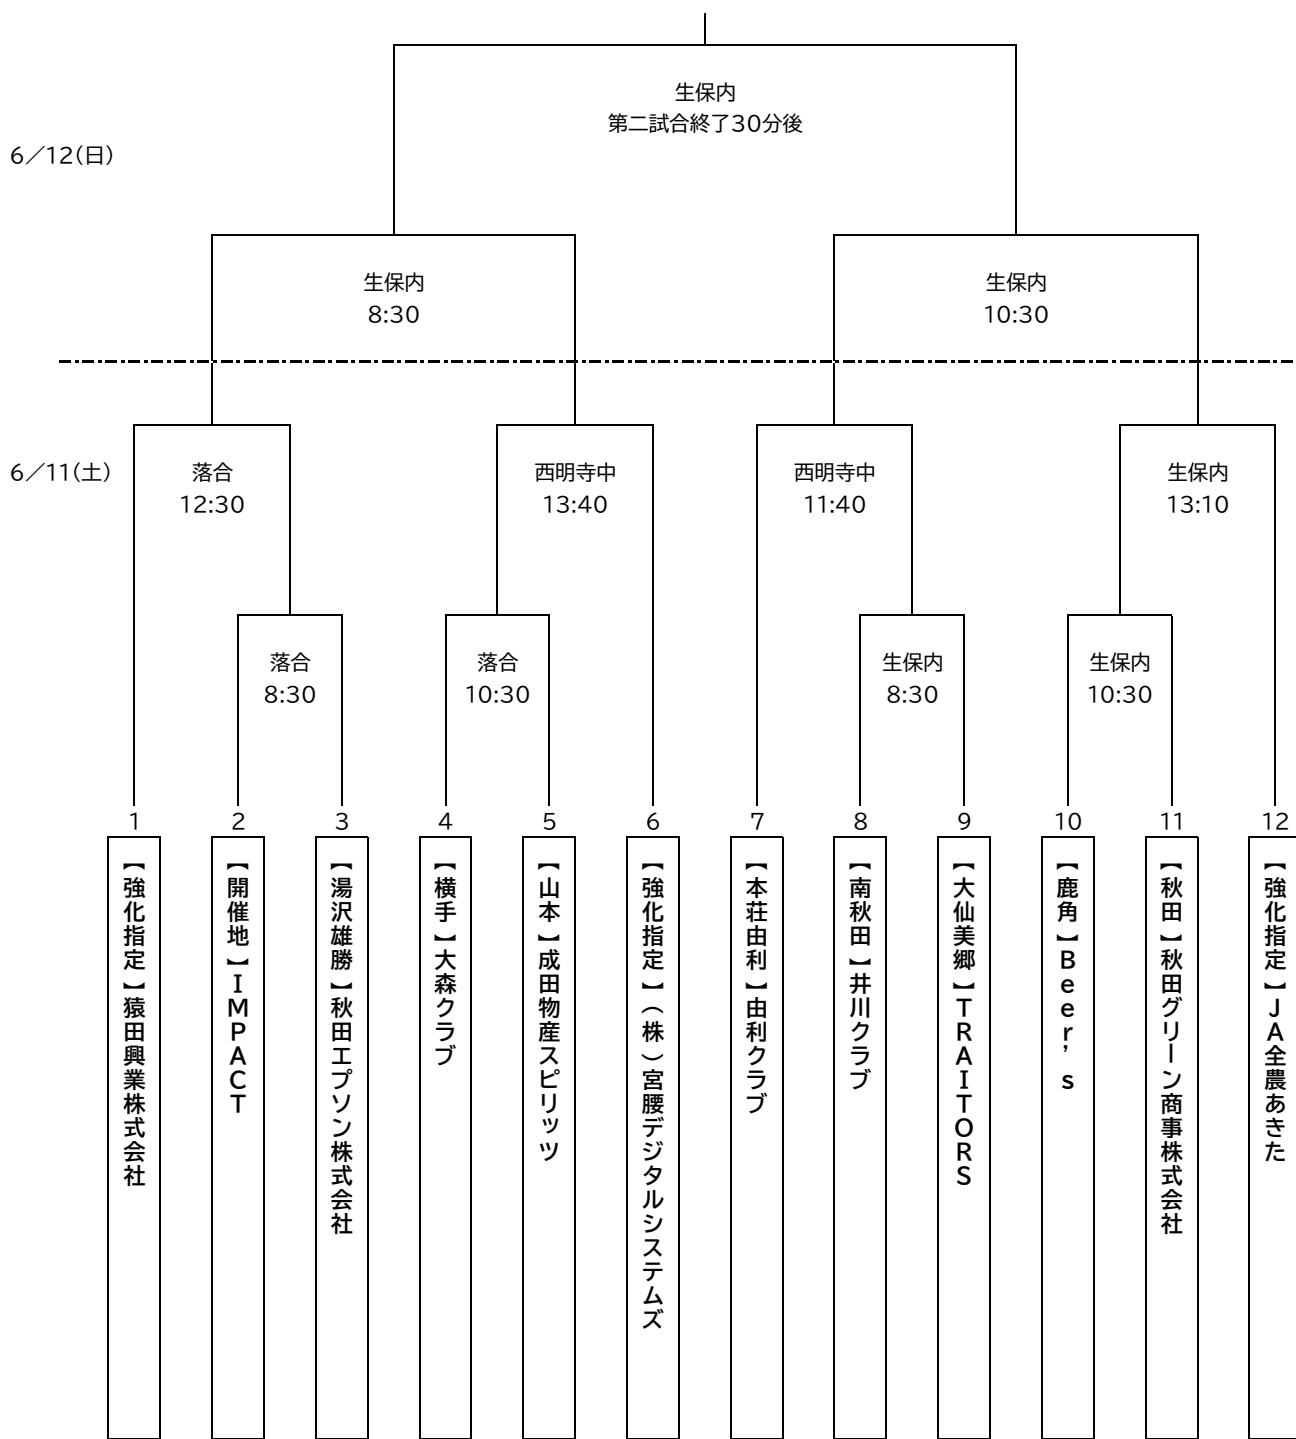 生保内
第二試合終了30分後
6／12(日)
生保内
8:30
生保内
10:30
6／11(土)
落合
12:30
西明寺中
13:40
西明寺中
11:40
生保内
13:10
落合
8:30
落合
10:30
生保内
8:30
生保内
10:30
1
2
3
4
5
6
7
8
9
10
11
12
【強化指定】猿田興業株式会社
【開催地】ＩＭＰＡＣＴ
【湯沢雄勝】秋田エプソン株式会社
【横手】大森クラブ
【山本】成田物産スピリッツ
【強化指定】（株）宮腰デジタルシステムズ
【本荘由利】由利クラブ
【南秋田】井川クラブ
【大仙美郷】ＴＲＡＩＴＯＲＳ
【鹿角】Ｂｅｅｒ’ｓ
【秋田】秋田グリーン商事株式会社
【強化指定】ＪＡ全農あきた